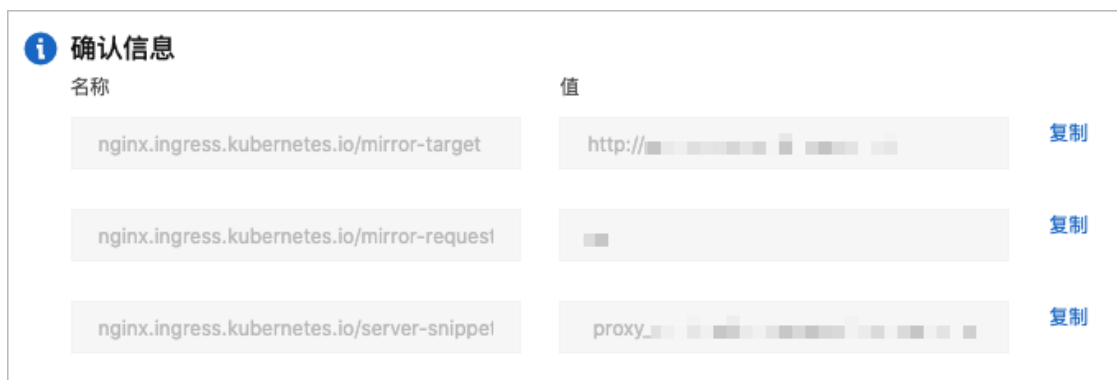 确认信息
名称 值
nginx.ingress.kubernetes.io/mirror-target http:// 复制
nginx.ingress.kubernetes.io/mirror-request 复制
nginx.ingress.kubernetes.io/server-snippet proxy_ 复制